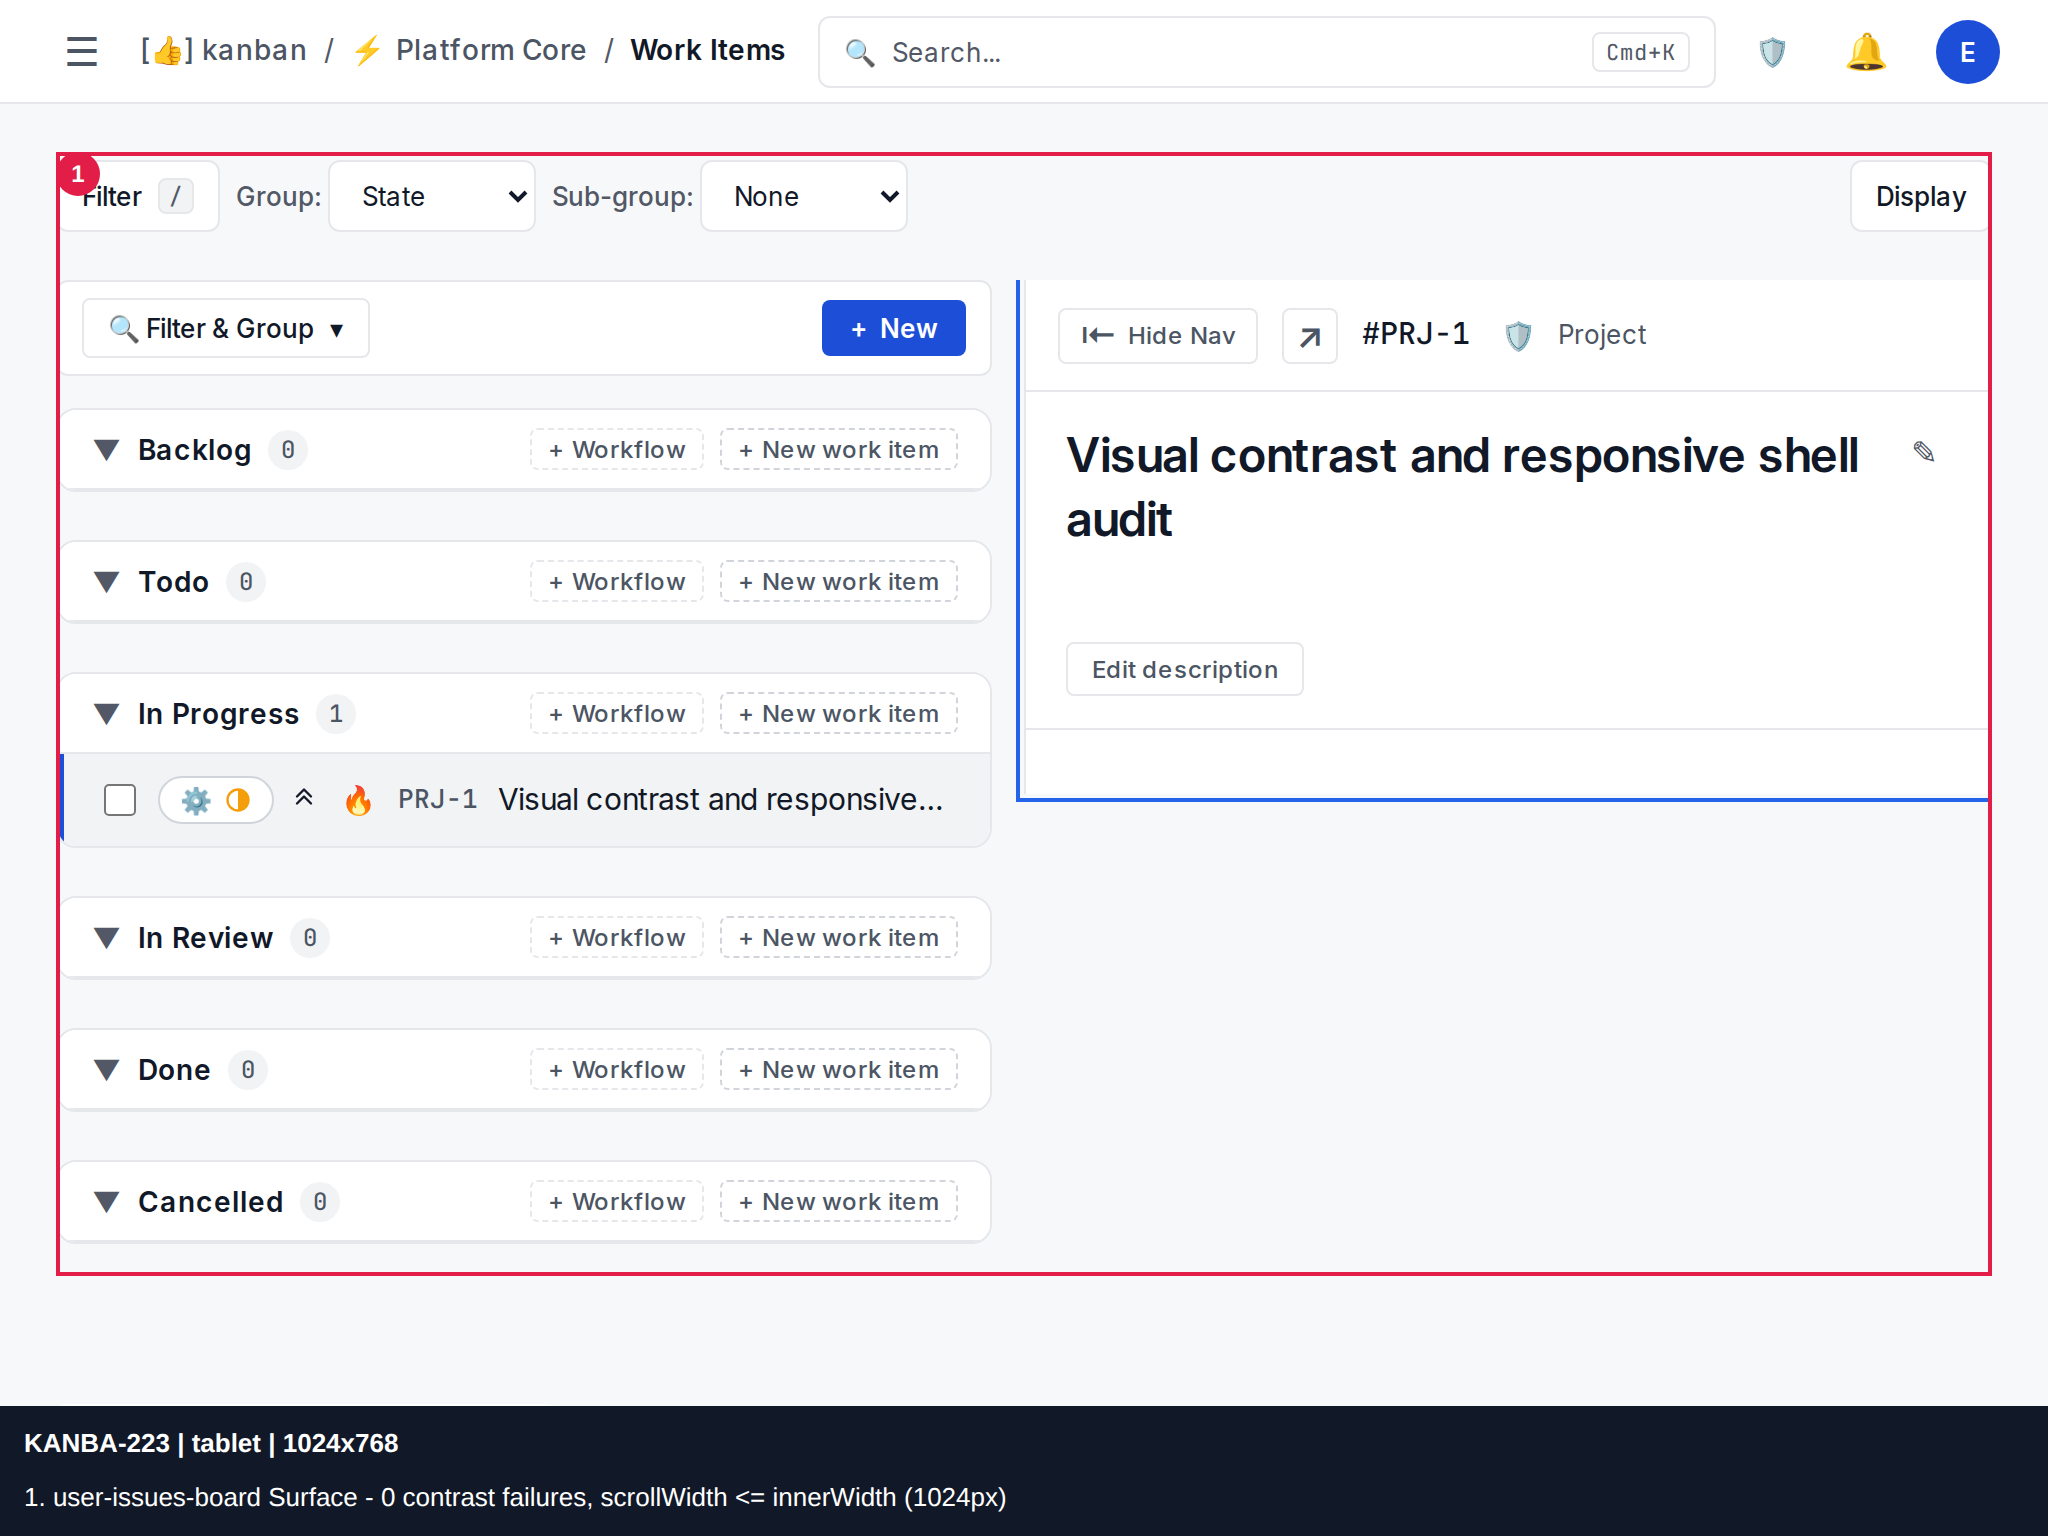 [👍] kanban / ⚡ Platform Core / Work Items
Search...
Cmd+K
E
1
Filter /
Group: State
Sub-group: None
Display
Filter & Group ▾
+ New
Backlog 0
+ Workflow
+ New work item
Todo 0
+ Workflow
+ New work item
In Progress 1
+ Workflow
+ New work item
PRJ-1 Visual contrast and responsive...
In Review 0
+ Workflow
+ New work item
Done 0
+ Workflow
+ New work item
Cancelled 0
+ Workflow
+ New work item
Hide Nav
#PRJ-1
Project
Visual contrast and responsive shell
audit
Edit description
KANBA-223 | tablet | 1024x768
1. user-issues-board Surface - 0 contrast failures, scrollWidth <= innerWidth (1024px)